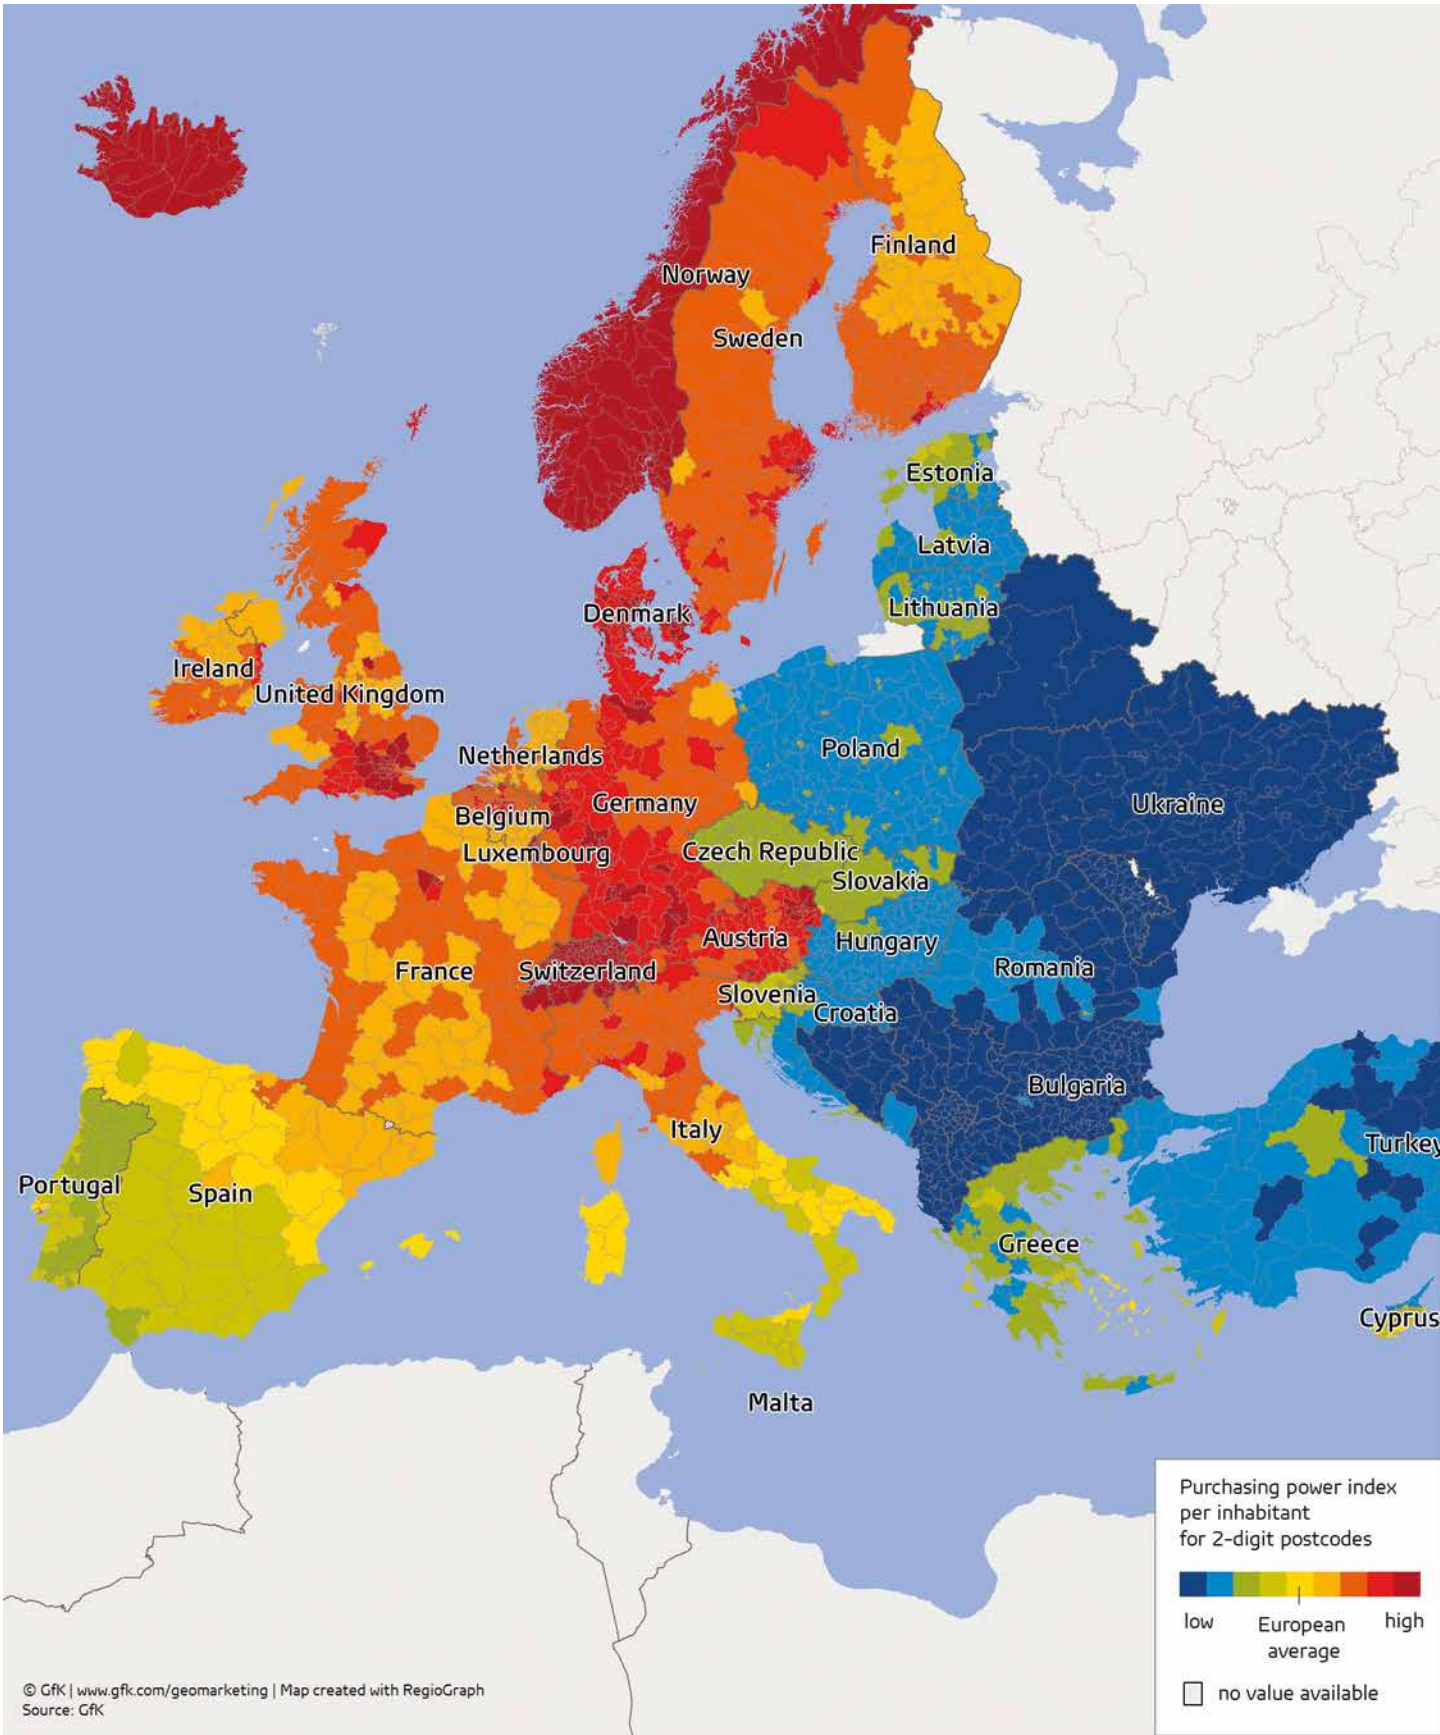 Finland
Norway
Sweden
Estonia
Latvia
Denmark
Lithuania
Ireland
United Kingdom
Netherlands
Poland
Germany
Ukraine
Belgium
Luxembourg
Czech Republic
Slovakia
Austria
Hungary
France
Switzerland
Romania
Slovenia
Croatia
Bulgaria
Italy
Turkey
Portugal
Spain
Greece
Cyprus
Malta
Purchasing power index
per inhabitant
for 2-digit postcodes
low
European
average
high
no value available
© GfK | www.gfk.com/geomarketing | Map created with RegioGraph
Source: GfK